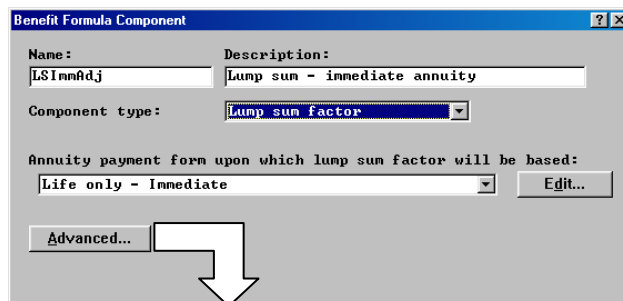 Benefit Formula Component
Name: Description:
LSImmAdj Lump sum - immediate annuity
Component type: Lump sum factor
Annuity payment form upon which lump sum factor will be based:
Life only - Immediate Edit...
Advanced...